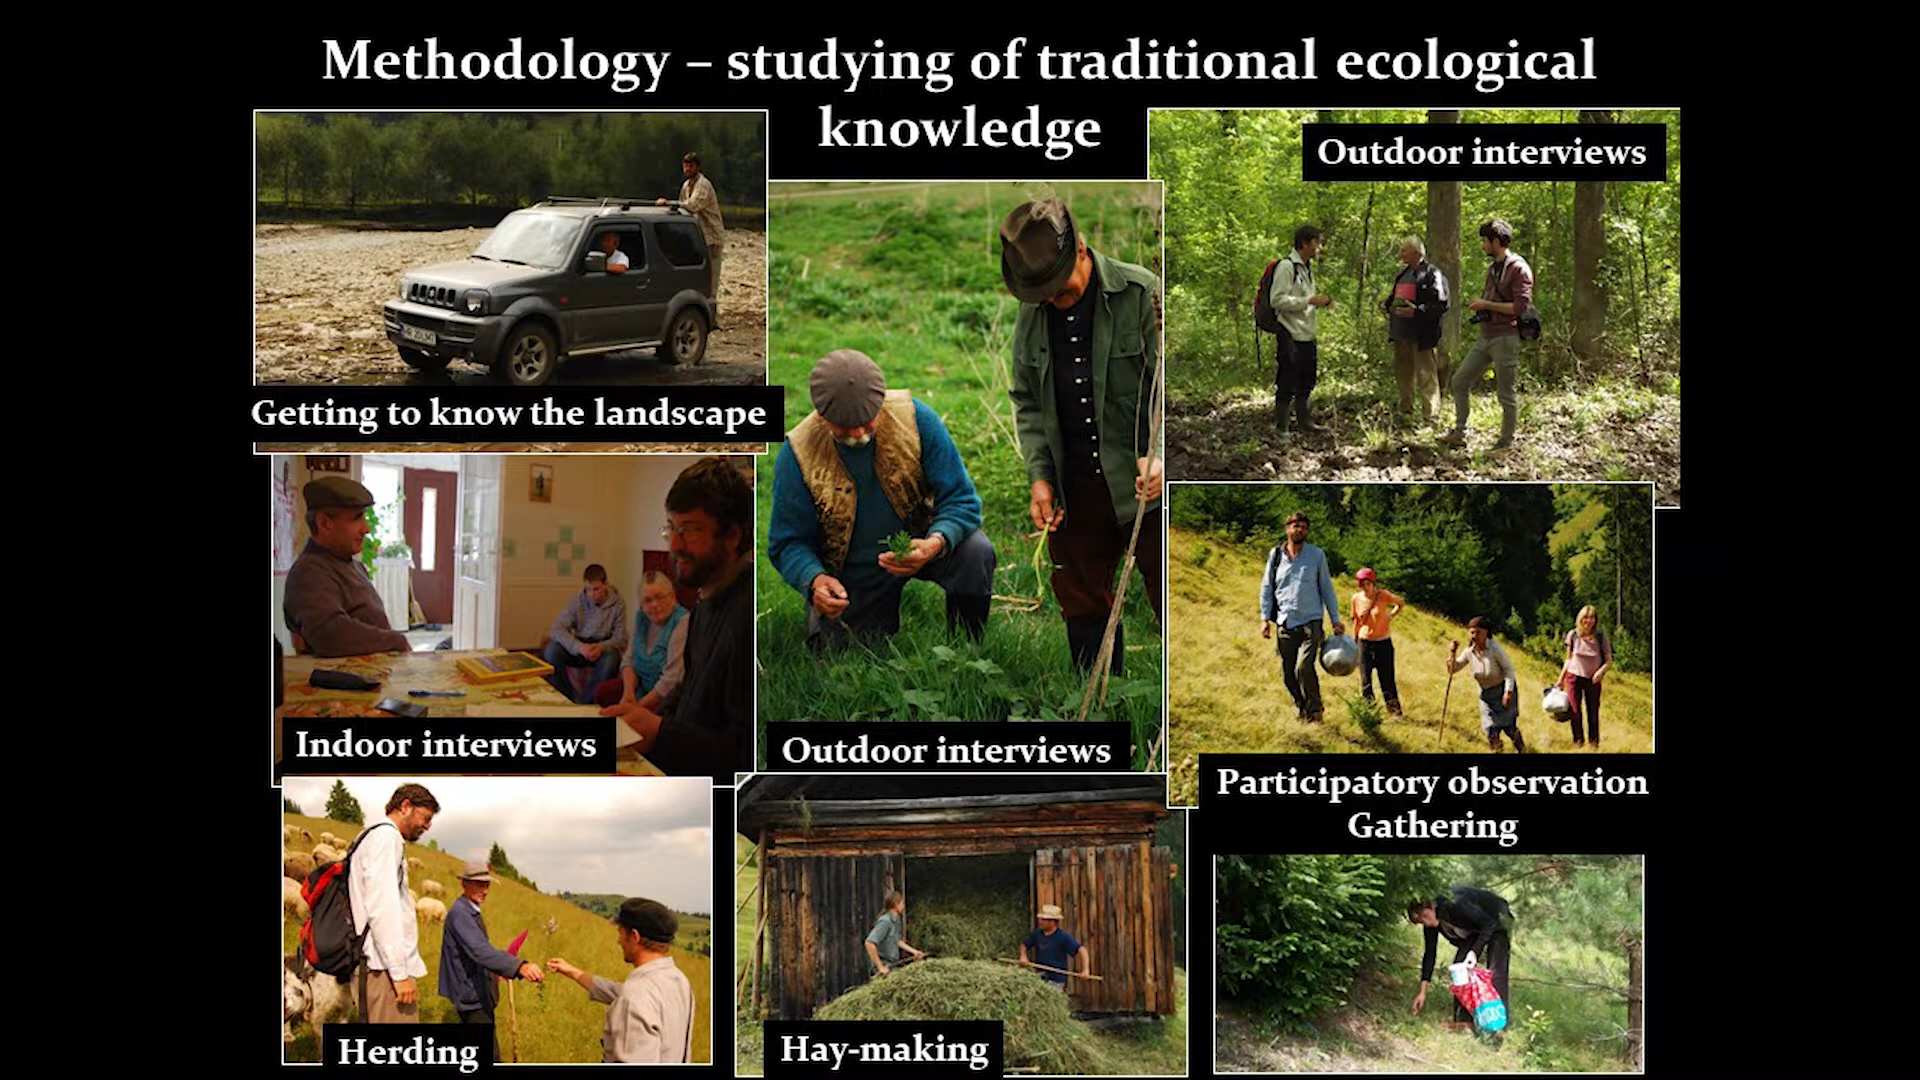 Methodology – studying of traditional ecological
knowledge
Outdoor interviews
Getting to know the landscape
Indoor interviews
Outdoor interviews
Participatory observation
Gathering
Herding
Hay-making